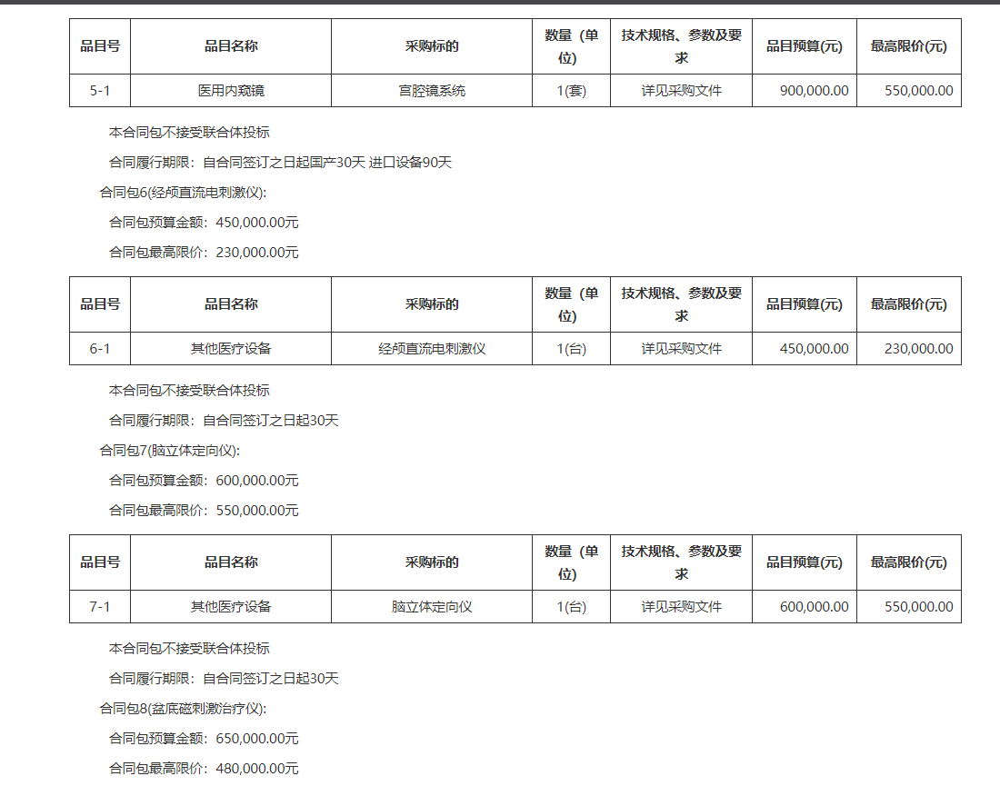 品目号 品目名称 采购标的 数量（单位） 技术规格、参数及要求 品目预算(元) 最高限价(元)
5-1 医用内窥镜 宫腔镜系统 1(套) 详见采购文件 900,000.00 550,000.00
本合同包不接受联合体投标
合同履行期限：自合同签订之日起国产30天 进口设备90天
合同包6(经颅直流电刺激仪):
合同包预算金额：450,000.00元
合同包最高限价：230,000.00元
品目号 品目名称 采购标的 数量（单位） 技术规格、参数及要求 品目预算(元) 最高限价(元)
6-1 其他医疗设备 经颅直流电刺激仪 1(台) 详见采购文件 450,000.00 230,000.00
本合同包不接受联合体投标
合同履行期限：自合同签订之日起30天
合同包7(脑立体定向仪):
合同包预算金额：600,000.00元
合同包最高限价：550,000.00元
品目号 品目名称 采购标的 数量（单位） 技术规格、参数及要求 品目预算(元) 最高限价(元)
7-1 其他医疗设备 脑立体定向仪 1(台) 详见采购文件 600,000.00 550,000.00
本合同包不接受联合体投标
合同履行期限：自合同签订之日起30天
合同包8(盆底磁刺激治疗仪):
合同包预算金额：650,000.00元
合同包最高限价：480,000.00元